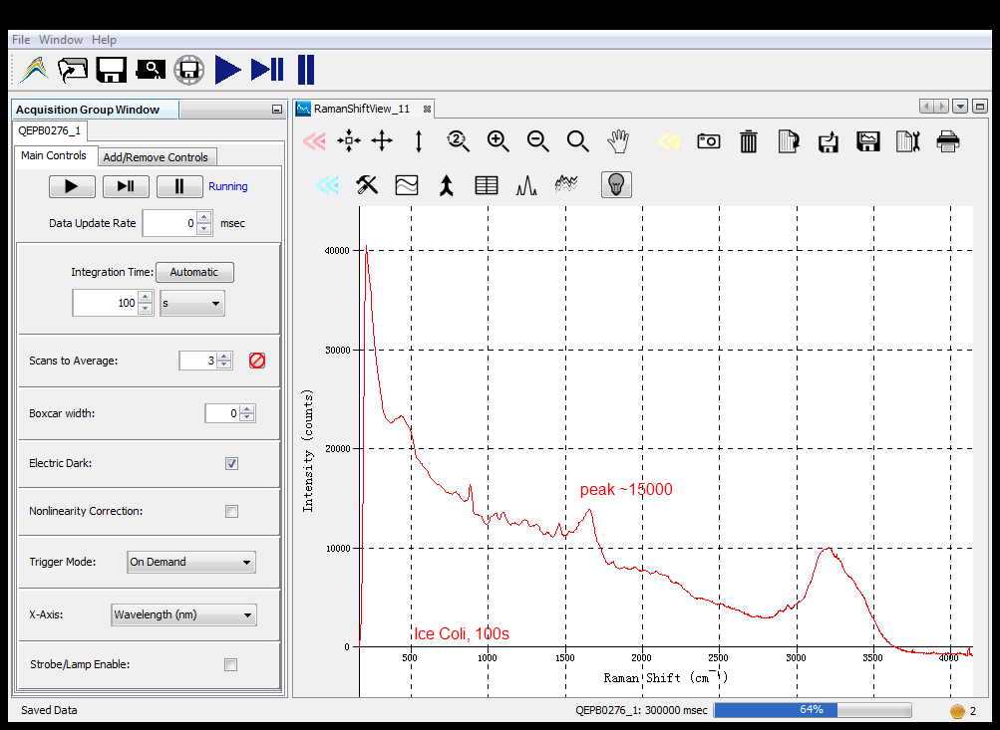 File Window Help
Acquisition Group Window
QEPB0276_1
Main Controls Add/Remove Controls
Running
Data Update Rate 0 msec
Integration Time: Automatic
100 s
Scans to Average: 3
Boxcar width: 0
Electric Dark:
Nonlinearity Correction:
Trigger Mode: On Demand
X-Axis: Wavelength (nm)
Strobe/Lamp Enable:
RamanShiftView_11
2
40000
30000
20000
10000
0
Intensity (counts)
peak ~15000
Ice Coli, 100s
500 1000 1500 2000 2500 3000 3500 4000
Raman Shift (cm⁻¹)
Saved Data
QEPB0276_1: 300000 msec 64% 2